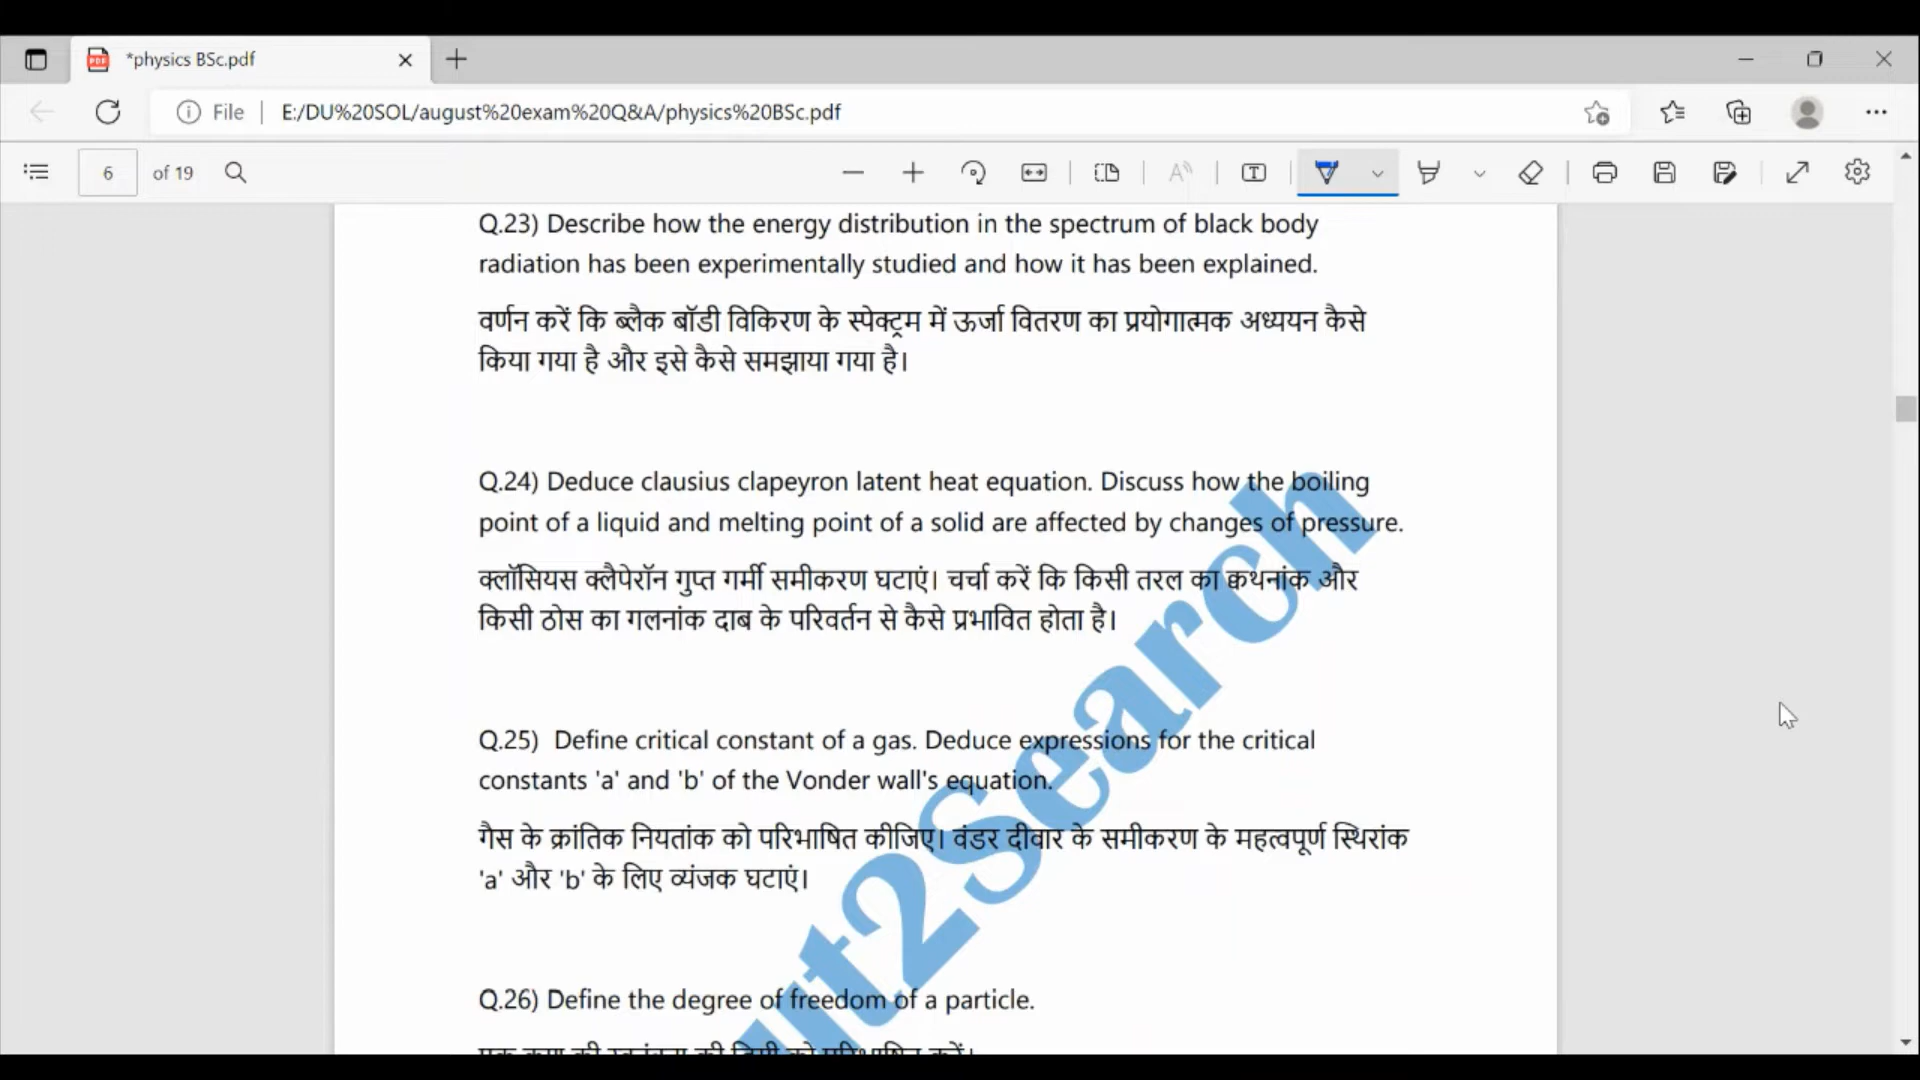 *physics BSc.pdf
File E:/DU%20SOL/august%20exam%20Q&A/physics%20BSc.pdf
6 of 19
Q.23) Describe how the energy distribution in the spectrum of black body
radiation has been experimentally studied and how it has been explained.
वर्णन करें कि ब्लैक बॉडी विकिरण के स्पेक्ट्रम में ऊर्जा वितरण का प्रयोगात्मक अध्ययन कैसे
किया गया है और इसे कैसे समझाया गया है।
Q.24) Deduce clausius clapeyron latent heat equation. Discuss how the boiling
point of a liquid and melting point of a solid are affected by changes of pressure.
क्लॉसियस क्लैपेरॉन गुप्त गर्मी समीकरण घटाएं। चर्चा करें कि किसी तरल का क्वथनांक और
किसी ठोस का गलनांक दाब के परिवर्तन से कैसे प्रभावित होता है।
Q.25) Define critical constant of a gas. Deduce expressions for the critical
constants 'a' and 'b' of the Vonder wall's equation.
गैस के क्रांतिक नियतांक को परिभाषित कीजिए। वंडर दीवार के समीकरण के महत्वपूर्ण स्थिरांक
'a' और 'b' के लिए व्यंजक घटाएं।
Q.26) Define the degree of freedom of a particle.
ut2Search